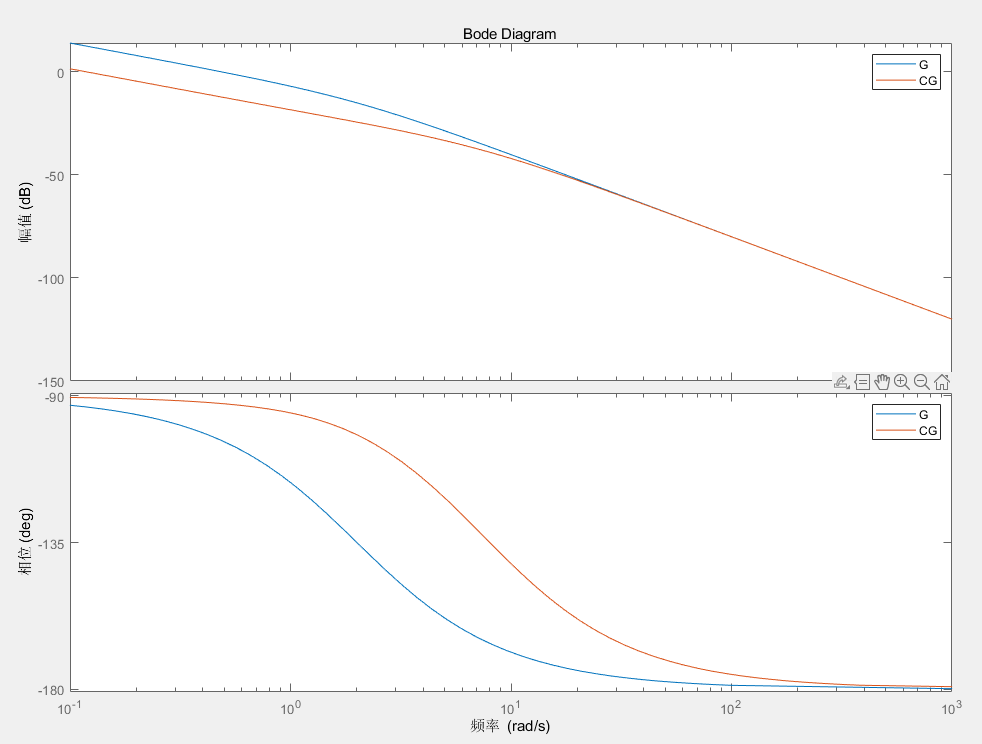 Bode Diagram
G
CG
0
-50
-100
-150
幅值 (dB)
G
CG
-90
-135
-180
相位 (deg)
10-1
100
101
102
103
频率 (rad/s)